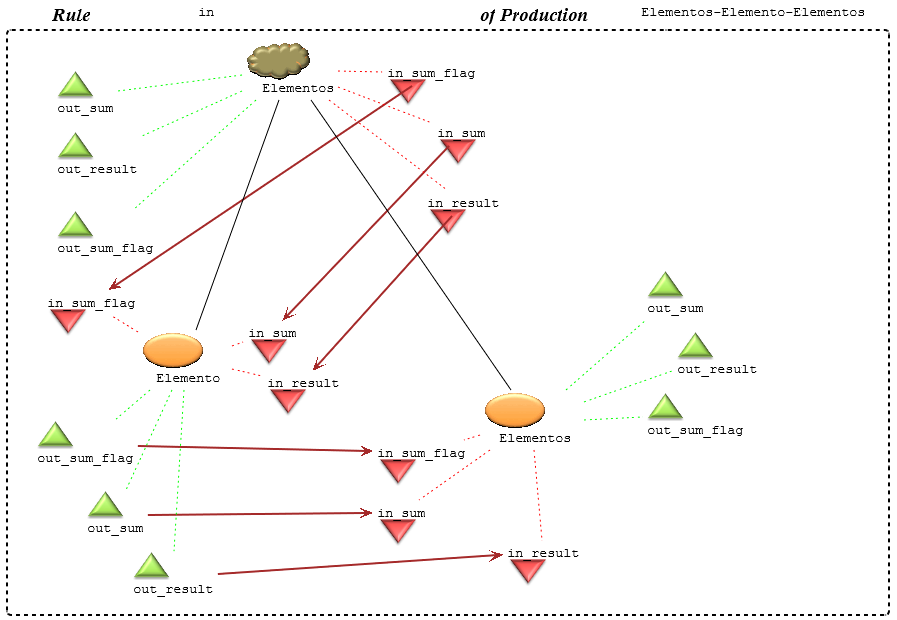 Rule in of Production Elementos-Elemento-Elementos
in_sum_flag
Elementos
out_sum
in_sum
out_result
in_result
out_sum_flag
in_sum_flag
out_sum
in_sum
out_result
Elemento
in_result
out_sum_flag
Elementos
in_sum_flag
out_sum_flag
in_sum
out_sum
in_result
out_result